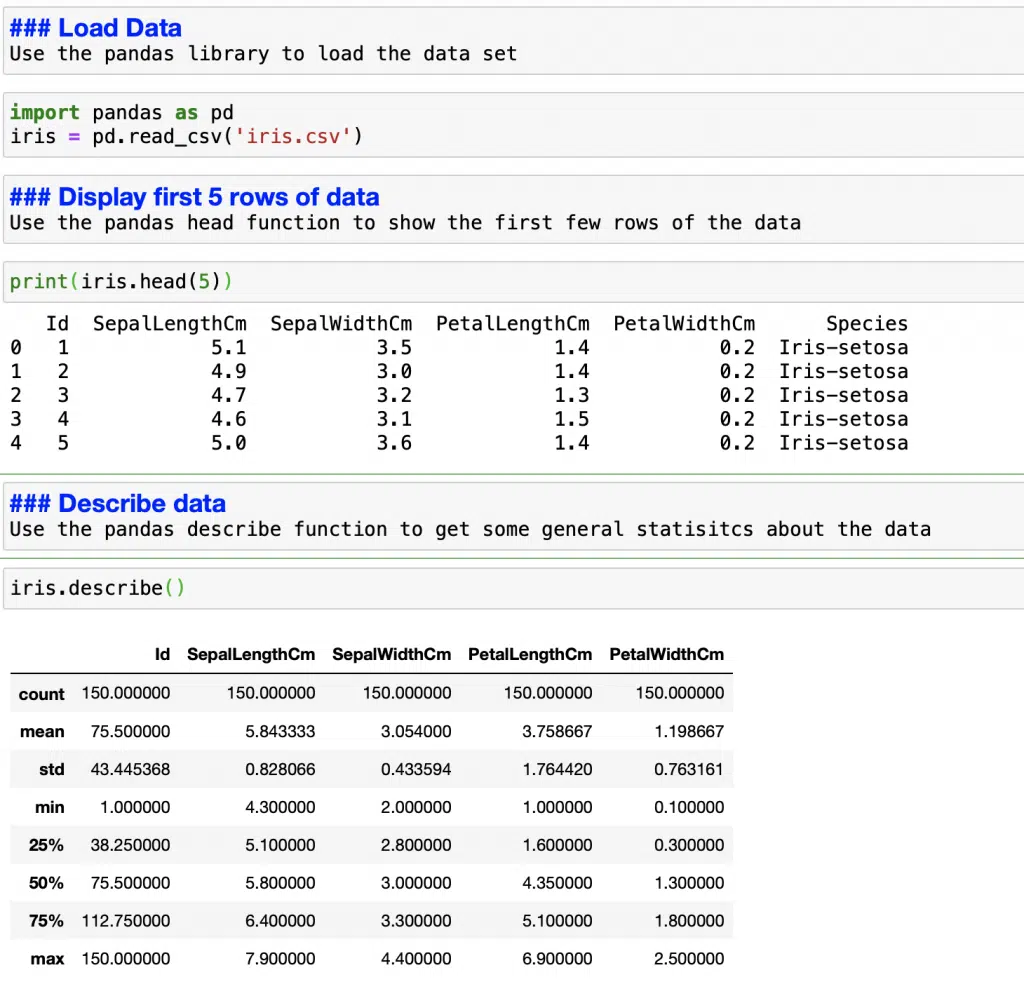 ### Load Data
Use the pandas library to load the data set
import pandas as pd
iris = pd.read_csv('iris.csv')
### Display first 5 rows of data
Use the pandas head function to show the first few rows of the data
print(iris.head(5))
Id SepalLengthCm SepalWidthCm PetalLengthCm PetalWidthCm Species
0 1 5.1 3.5 1.4 0.2 Iris-setosa
1 2 4.9 3.0 1.4 0.2 Iris-setosa
2 3 4.7 3.2 1.3 0.2 Iris-setosa
3 4 4.6 3.1 1.5 0.2 Iris-setosa
4 5 5.0 3.6 1.4 0.2 Iris-setosa
### Describe data
Use the pandas describe function to get some general statisitcs about the data
iris.describe()
Id SepalLengthCm SepalWidthCm PetalLengthCm PetalWidthCm
count 150.000000 150.000000 150.000000 150.000000 150.000000
mean 75.500000 5.843333 3.054000 3.758667 1.198667
std 43.445368 0.828066 0.433594 1.764420 0.763161
min 1.000000 4.300000 2.000000 1.000000 0.100000
25% 38.250000 5.100000 2.800000 1.600000 0.300000
50% 75.500000 5.800000 3.000000 4.350000 1.300000
75% 112.750000 6.400000 3.300000 5.100000 1.800000
max 150.000000 7.900000 4.400000 6.900000 2.500000